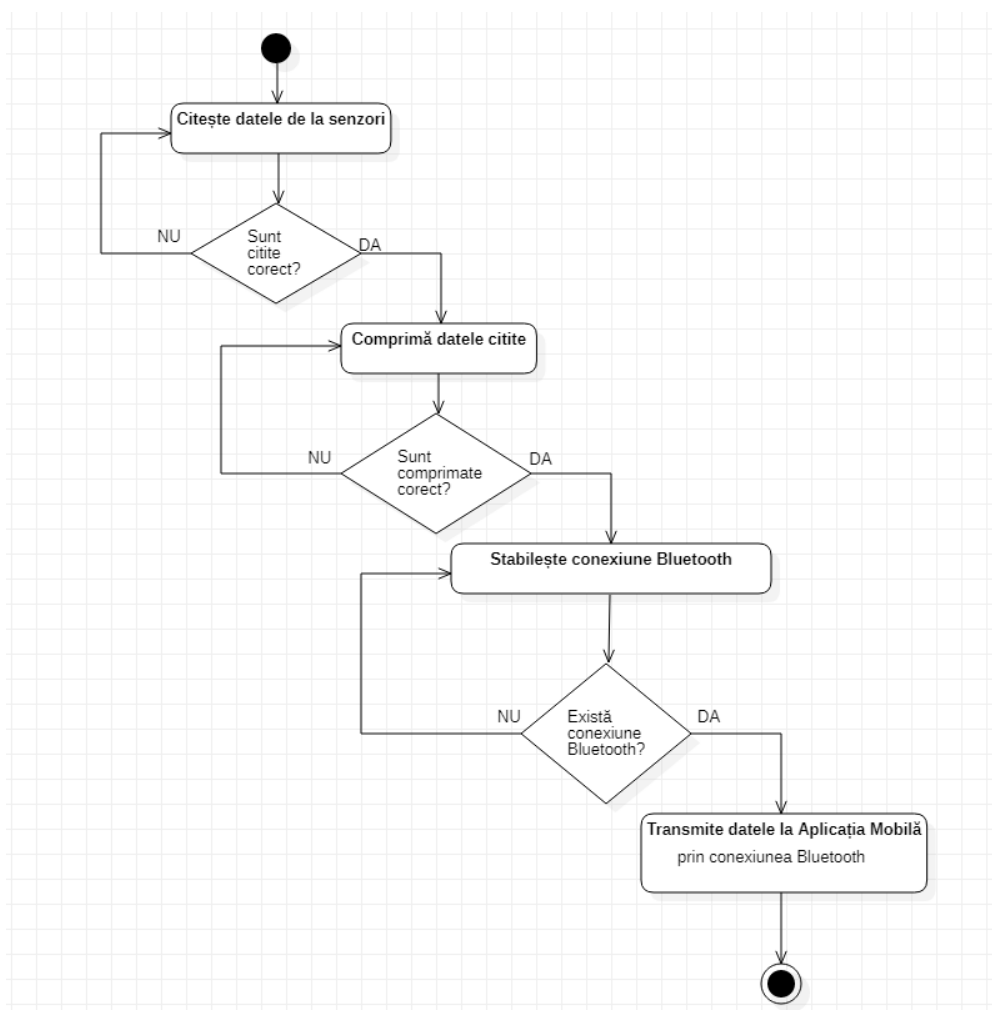 Citește datele de la senzori
NU
Sunt
citite
corect?
DA
Comprimă datele citite
NU
Sunt
comprimate
corect?
DA
Stabilește conexiune Bluetooth
NU
Există
conexiune
Bluetooth?
DA
Transmite datele la Aplicația Mobilă
prin conexiunea Bluetooth